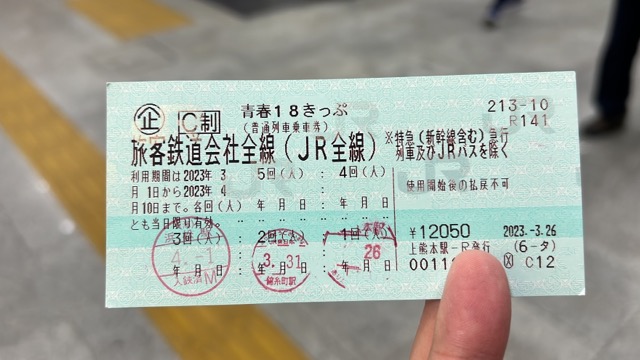 企 C制 青春18きっぷ
(普通列車乗車券)
213-10
R141
旅客鉄道会社全線(JR全線)
※特急(新幹線含む)急行
列車及びJRバスを除く
利用期間は2023年3
月1日から2023年4
月10日まで。各回(人)
とも当日限り有効。
5回(人) : 4回(人)
年 月 日 : 年 月 日
使用開始後の払戻不可
3回(人) : 2回(人) : 1回(人)
年 月 日 : 年 月 日 : 年 月 日
4.-1
M
3.31
錦糸町駅
26
¥12050 2023.-3.26
上熊本駅-R発行 (6-タ)
C12